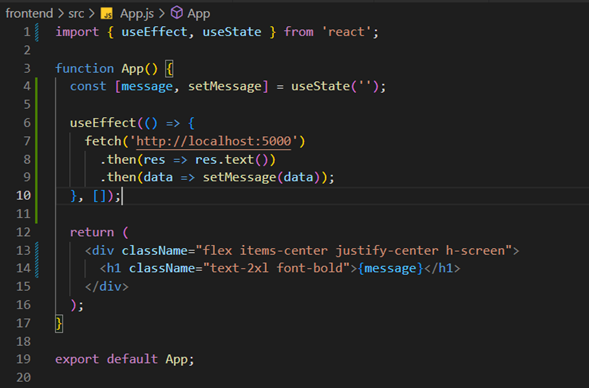 frontend > src > JS App.js > App
1 import { useEffect, useState } from 'react';
2
3 function App() {
4   const [message, setMessage] = useState('');
5
6   useEffect(() => {
7     fetch('http://localhost:5000')
8       .then(res => res.text())
9       .then(data => setMessage(data));
10   }, []);
11
12   return (
13     <div className="flex items-center justify-center h-screen">
14       <h1 className="text-2xl font-bold">{message}</h1>
15     </div>
16   );
17 }
18
19 export default App;
20